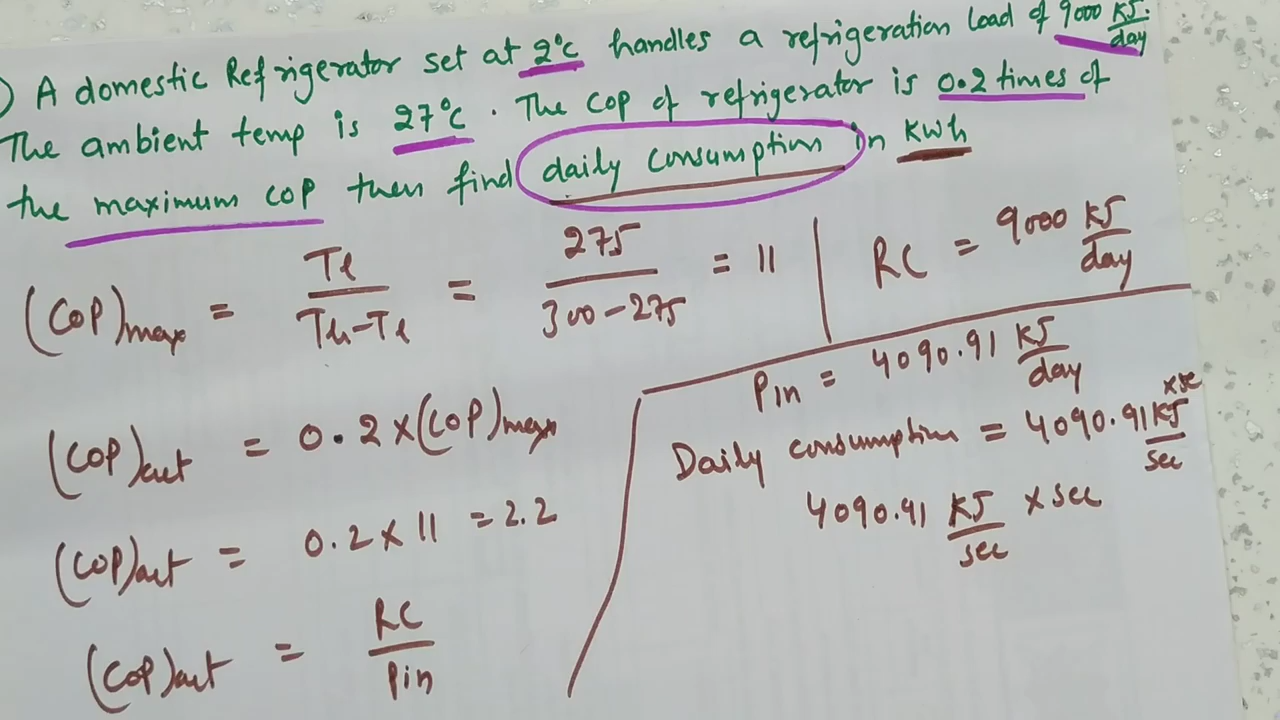 ) A domestic Refrigerator set at 2°C handles a refrigeration load of 9000 KJ/day.
The ambient temp is 27°C. The COP of refrigerator is 0.2 times of
the maximum COP then find daily consumption in KWh
(COP)max = Tl/(Th-Tl) = 275/(300-275) = 11
RC = 9000 KJ/day
(COP)act = 0.2 x (COP)max
(COP)act = 0.2 x 11 = 2.2
(COP)act = RC/Pin
Pin = 4090.91 KJ/day
Daily consumption = 4090.91 KJ/sec x se
4090.91 KJ/sec x sec